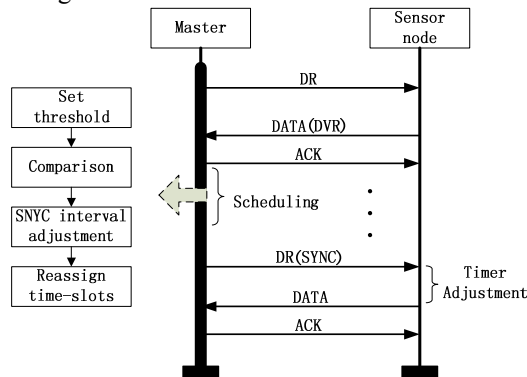 Master
Sensor
node
DR
Set
threshold
DATA(DVR)
ACK
Comparison
Scheduling
SNYC interval
adjustment
DR(SYNC)
Reassign
time-slots
Timer
Adjustment
DATA
ACK